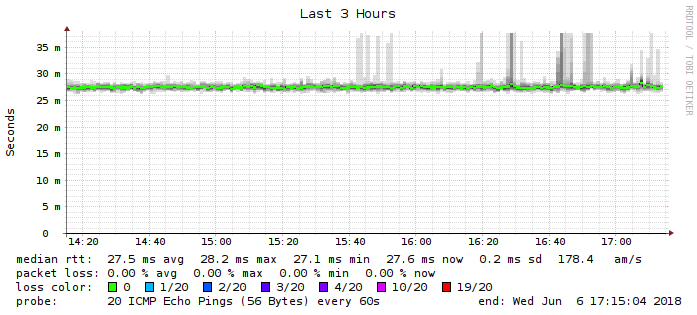 Last 3 Hours
RRDTOOL / TOBI OETIKER
Seconds
35 m
30 m
25 m
20 m
15 m
10 m
5 m
0
14:20 14:40 15:00 15:20 15:40 16:00 16:20 16:40 17:00
median rtt: 27.5 ms avg 28.2 ms max 27.1 ms min 27.6 ms now 0.2 ms sd 178.4 am/s
packet loss: 0.00 % avg 0.00 % max 0.00 % min 0.00 % now
loss color: 0 1/20 2/20 3/20 4/20 10/20 19/20
probe: 20 ICMP Echo Pings (56 Bytes) every 60s end: Wed Jun 6 17:15:04 2018